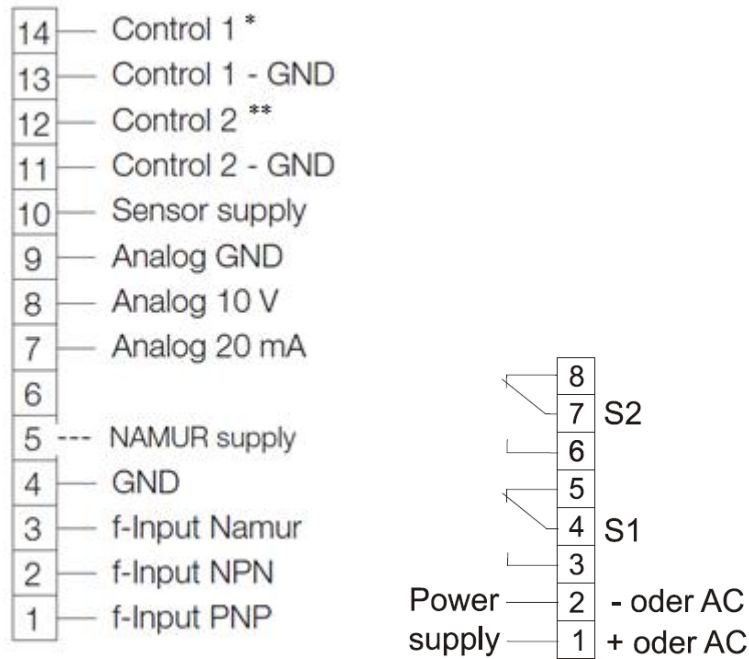 14 Control 1 *
13 Control 1 - GND
12 Control 2 **
11 Control 2 - GND
10 Sensor supply
9 Analog GND
8 Analog 10 V
7 Analog 20 mA
6
5 --- NAMUR supply
4 GND
3 f-Input Namur
2 f-Input NPN
1 f-Input PNP
8
7 S2
6
5
4 S1
3
Power 2 - oder AC
supply 1 + oder AC